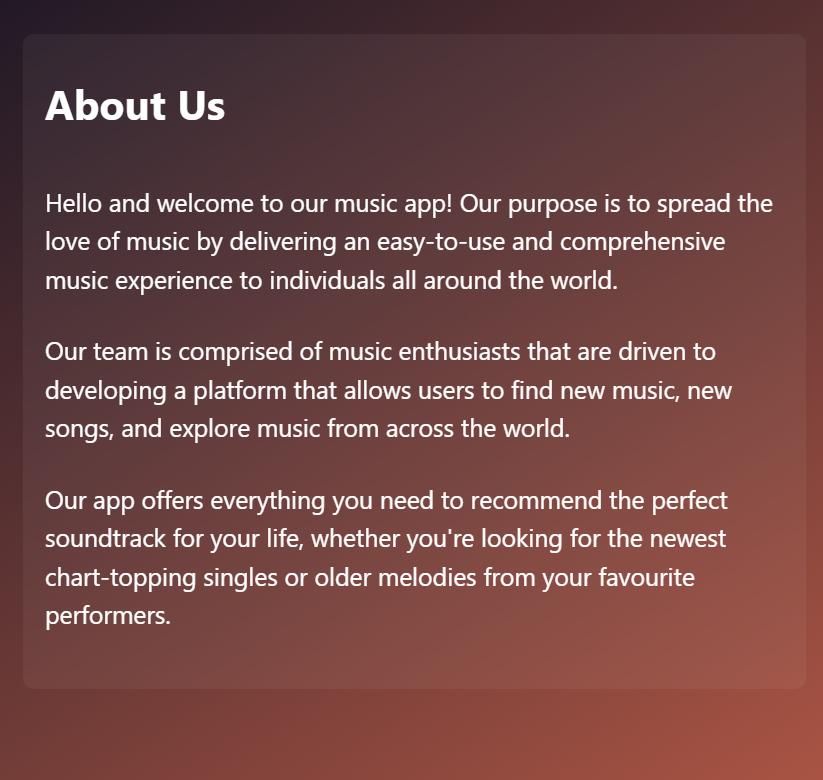 About Us
Hello and welcome to our music app! Our purpose is to spread the
love of music by delivering an easy-to-use and comprehensive
music experience to individuals all around the world.
Our team is comprised of music enthusiasts that are driven to
developing a platform that allows users to find new music, new
songs, and explore music from across the world.
Our app offers everything you need to recommend the perfect
soundtrack for your life, whether you're looking for the newest
chart-topping singles or older melodies from your favourite
performers.